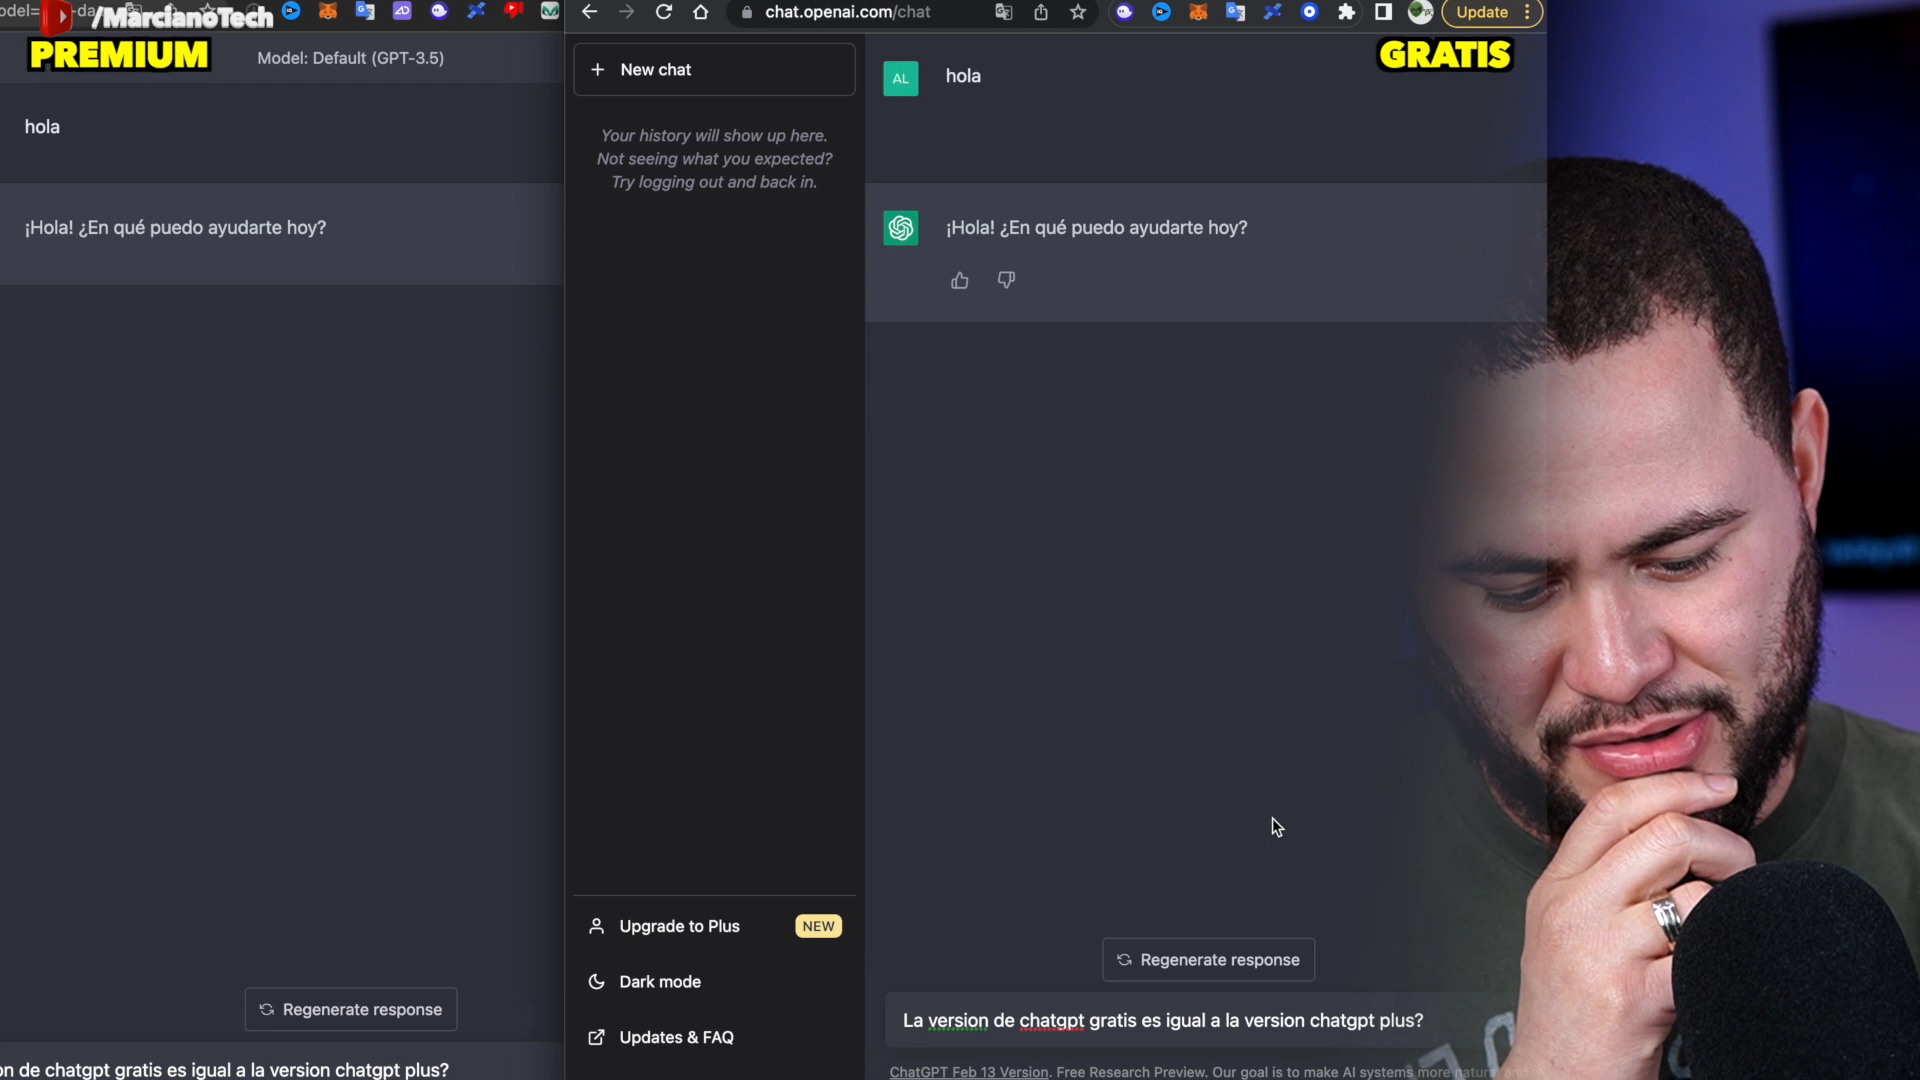 /MarcianoTech
PREMIUM
Model: Default (GPT-3.5)
hola
¡Hola! ¿En qué puedo ayudarte hoy?
Regenerate response
de chatgpt gratis es igual a la version chatgpt plus?
chat.openai.com/chat
Update
GRATIS
New chat
Your history will show up here.
Not seeing what you expected?
Try logging out and back in.
Upgrade to Plus
NEW
Dark mode
Updates & FAQ
AL
hola
¡Hola! ¿En qué puedo ayudarte hoy?
Regenerate response
La version de chatgpt gratis es igual a la version chatgpt plus?
ChatGPT Feb 13 Version. Free Research Preview. Our goal is to make AI systems more